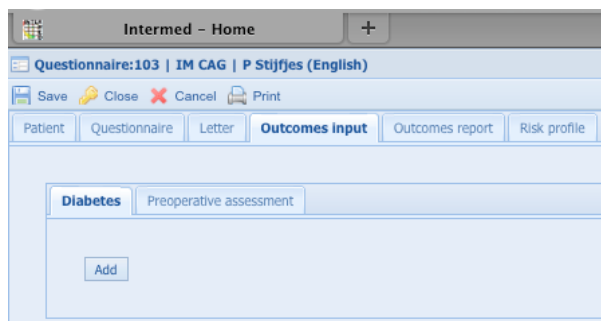 Intermed - Home +
Questionnaire:103 | IM CAG | P Stijfjes (English)
Save Close Cancel Print
Patient Questionnaire Letter Outcomes input Outcomes report Risk profile
Diabetes Preoperative assessment
Add